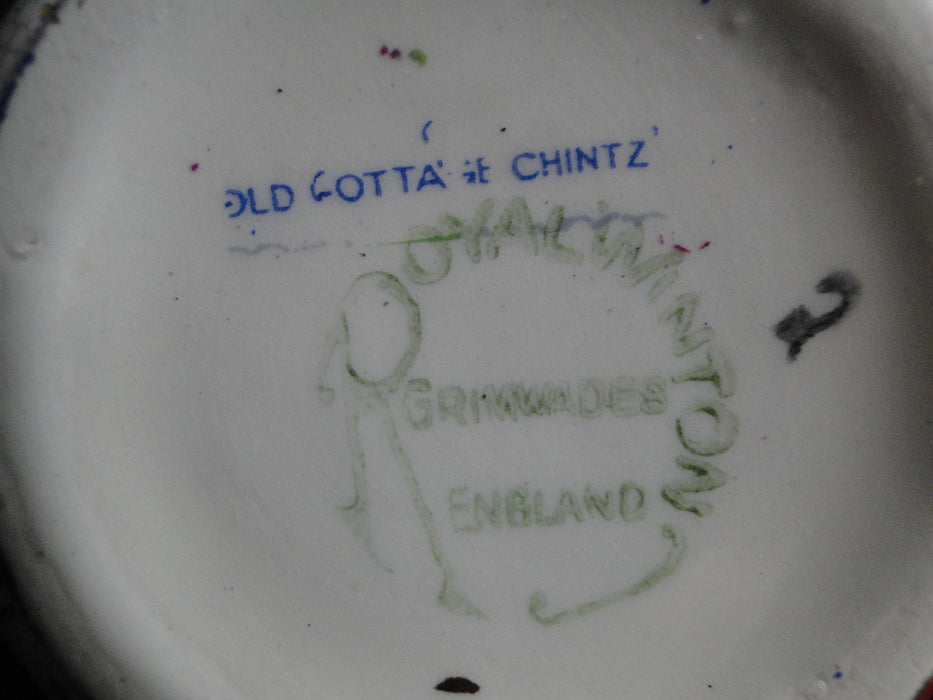 OLD COTTAGE CHINTZ
ROYAL WINTON
GRIMWADES
ENGLAND